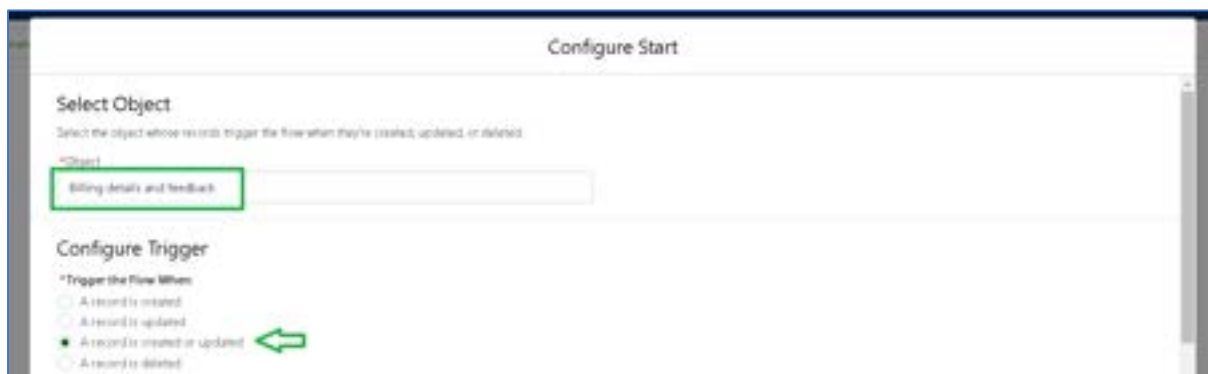 Configure Start
Select Object
Select the object whose records trigger the flow when they're created, updated, or deleted.
*Object
Billing details and feedback
Configure Trigger
*Trigger the Flow When:
A record is created
A record is updated
A record is created or updated
A record is deleted